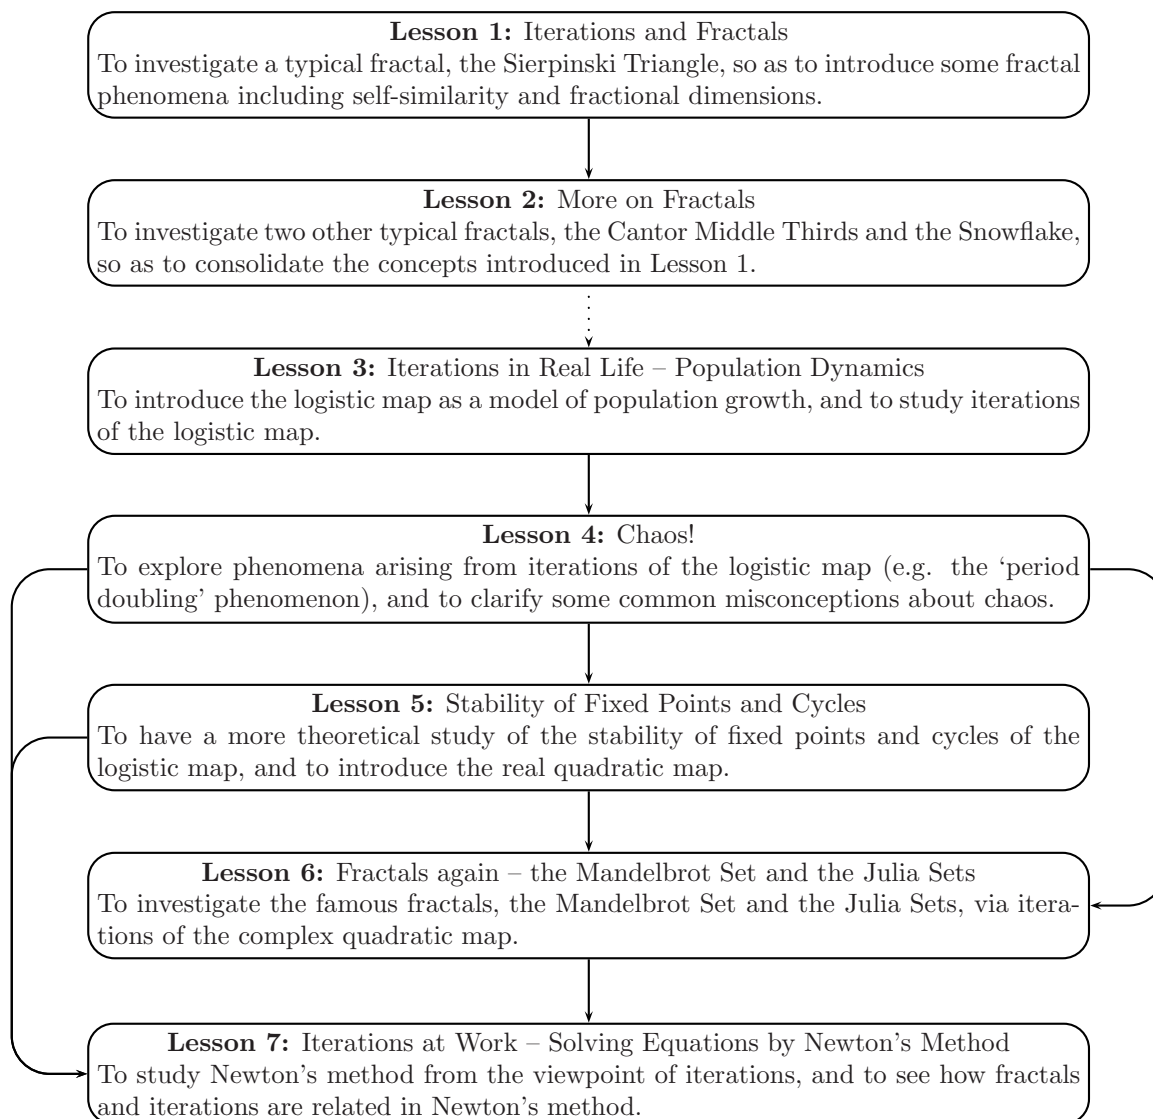 Lesson 1: Iterations and Fractals
To investigate a typical fractal, the Sierpinski Triangle, so as to introduce some fractal
phenomena including self-similarity and fractional dimensions.
Lesson 2: More on Fractals
To investigate two other typical fractals, the Cantor Middle Thirds and the Snowflake,
so as to consolidate the concepts introduced in Lesson 1.
Lesson 3: Iterations in Real Life – Population Dynamics
To introduce the logistic map as a model of population growth, and to study iterations
of the logistic map.
Lesson 4: Chaos!
To explore phenomena arising from iterations of the logistic map (e.g. the ‘period
doubling’ phenomenon), and to clarify some common misconceptions about chaos.
Lesson 5: Stability of Fixed Points and Cycles
To have a more theoretical study of the stability of fixed points and cycles of the
logistic map, and to introduce the real quadratic map.
Lesson 6: Fractals again – the Mandelbrot Set and the Julia Sets
To investigate the famous fractals, the Mandelbrot Set and the Julia Sets, via iter-
ations of the complex quadratic map.
Lesson 7: Iterations at Work – Solving Equations by Newton’s Method
To study Newton’s method from the viewpoint of iterations, and to see how fractals
and iterations are related in Newton’s method.